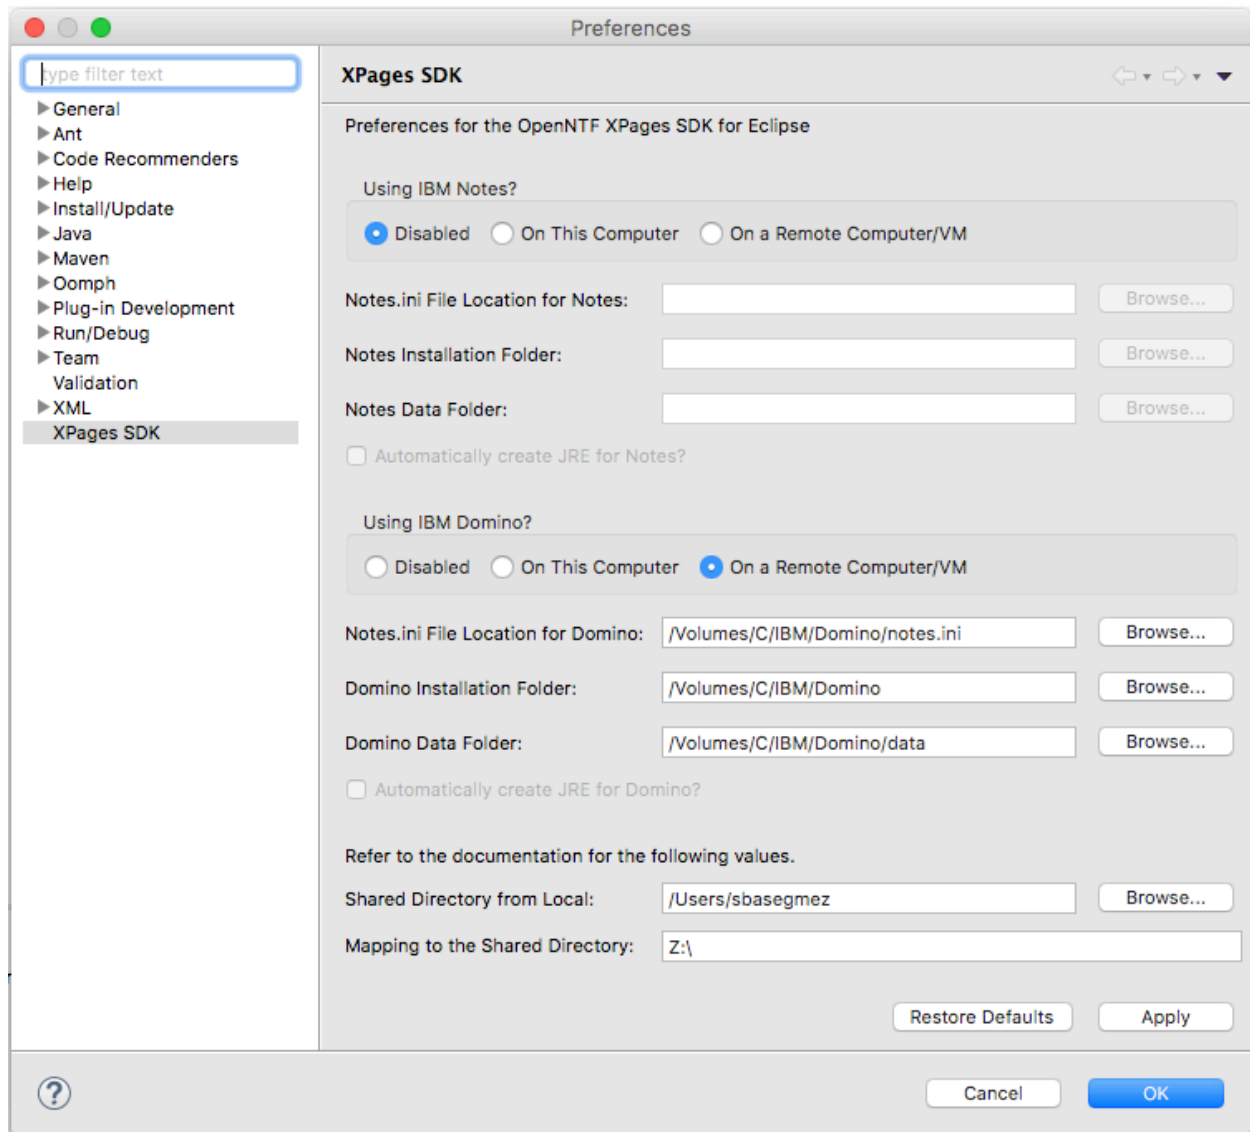 Preferences
type filter text
General
Ant
Code Recommenders
Help
Install/Update
Java
Maven
Oomph
Plug-in Development
Run/Debug
Team
Validation
XML
XPages SDK
XPages SDK
Preferences for the OpenNTF XPages SDK for Eclipse
Using IBM Notes?
Disabled On This Computer On a Remote Computer/VM
Notes.ini File Location for Notes: Browse...
Notes Installation Folder: Browse...
Notes Data Folder: Browse...
Automatically create JRE for Notes?
Using IBM Domino?
Disabled On This Computer On a Remote Computer/VM
Notes.ini File Location for Domino: /Volumes/C/IBM/Domino/notes.ini Browse...
Domino Installation Folder: /Volumes/C/IBM/Domino Browse...
Domino Data Folder: /Volumes/C/IBM/Domino/data Browse...
Automatically create JRE for Domino?
Refer to the documentation for the following values.
Shared Directory from Local: /Users/sbasegmez Browse...
Mapping to the Shared Directory: Z:\
Restore Defaults Apply
? Cancel OK